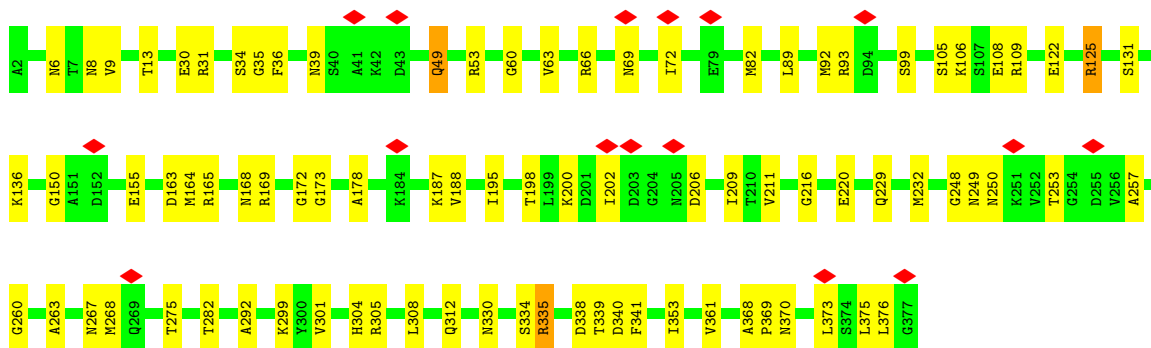 A2 N6 T7 N8 V9 T13 E30 R31 S34 G35 F36 N39 S40 A41 K42 D43 Q49 R53 G60 V63 R66 N69 I72 E79 M82 L89 M92 R93 D94 S99 S105 K106 S107 E108 R109 E122 R125 S131
K136 G150 A151 D152 E155 D163 M164 R165 N168 R169 G172 G173 A178 K184 K187 V188 I195 T198 L199 K200 D201 I202 D203 G204 N205 D206 I209 T210 V211 G216 E220 Q229 M232 G248 N249 N250 K251 V252 T253 G254 D255 V256 A257
G260 A263 N267 M268 Q269 T275 T282 A292 K299 Y300 V301 H304 R305 L308 Q312 N330 S334 R335 D338 T339 D340 F341 I353 V361 A368 P369 N370 L373 S374 L375 L376 G377